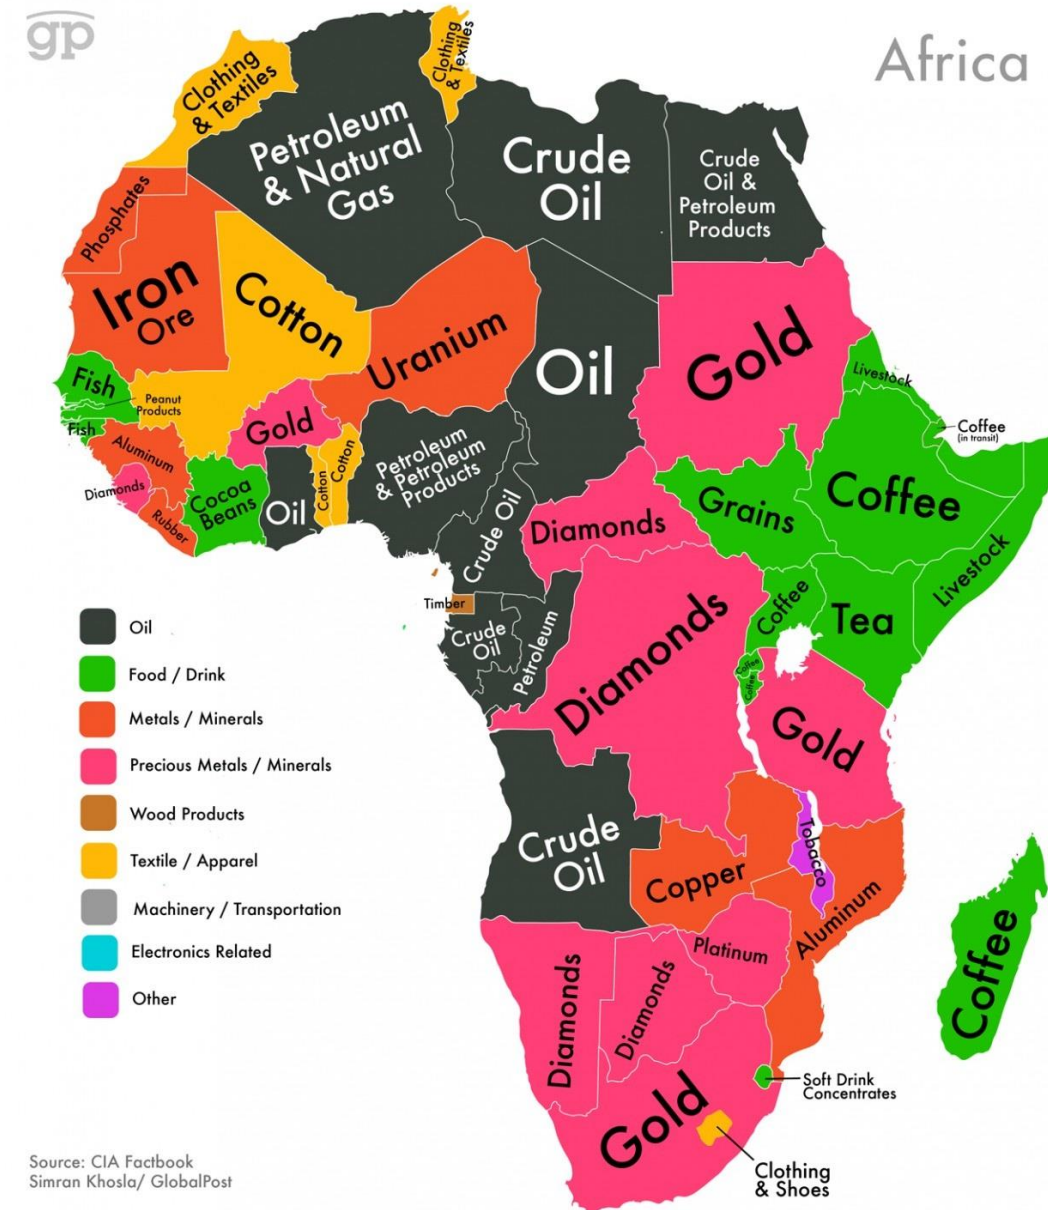 gp
Africa
Clothing
& Textiles
Clothing
& Textiles
Petroleum
& Natural
Gas
Crude
Oil
Crude
Oil &
Petroleum
Products
Phosphates
Iron
Ore
Cotton
Uranium
Oil
Gold
Livestock
Coffee
(in transit)
Fish
Peanut
Products
Fish
Aluminum
Diamonds
Rubber
Cocoa
Beans
Gold
Oil
Cotton
Cotton
Petroleum
& Petroleum
Products
Crude Oil
Diamonds
Grains
Coffee
Livestock
Timber
Crude
Oil
Petroleum
Diamonds
Coffee
Tea
Coffee
Coffee
Gold
Oil
Food / Drink
Metals / Minerals
Precious Metals / Minerals
Wood Products
Textile / Apparel
Machinery / Transportation
Electronics Related
Other
Crude
Oil
Copper
Tobacco
Aluminum
Platinum
Diamonds
Diamonds
Coffee
Gold
Soft Drink
Concentrates
Clothing
& Shoes
Source: CIA Factbook
Simran Khosla/ GlobalPost